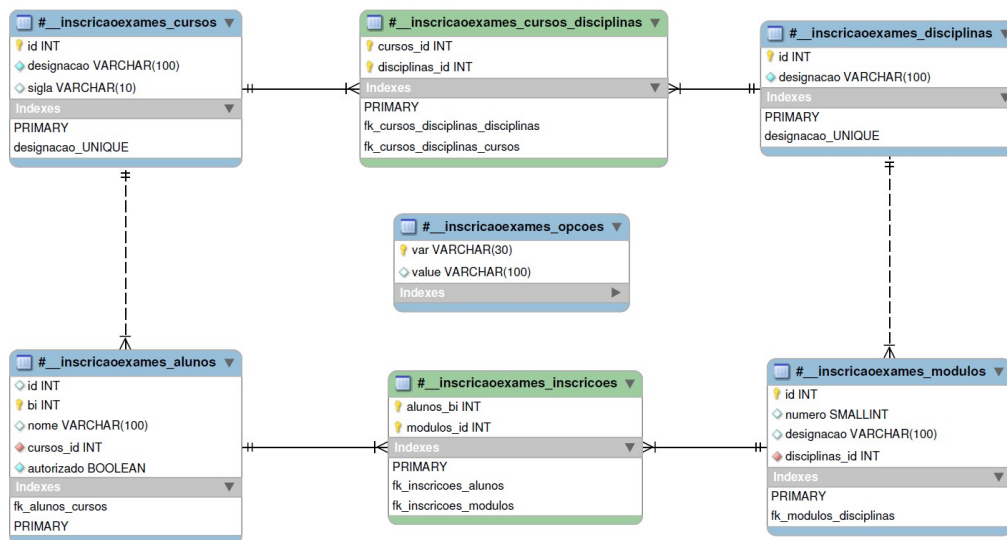 #__inscricaoexames_cursos
id INT
designacao VARCHAR(100)
sigla VARCHAR(10)
Indexes
PRIMARY
designacao_UNIQUE
#__inscricaoexames_cursos_disciplinas
cursos_id INT
disciplinas_id INT
Indexes
PRIMARY
fk_cursos_disciplinas_disciplinas
fk_cursos_disciplinas_cursos
#__inscricaoexames_disciplinas
id INT
designacao VARCHAR(100)
Indexes
PRIMARY
designacao_UNIQUE
#__inscricaoexames_opcoes
var VARCHAR(30)
value VARCHAR(100)
Indexes
#__inscricaoexames_alunos
id INT
bi INT
nome VARCHAR(100)
cursos_id INT
autorizado BOOLEAN
Indexes
fk_alunos_cursos
PRIMARY
#__inscricaoexames_inscricoes
alunos_bi INT
modulos_id INT
Indexes
PRIMARY
fk_inscricoes_alunos
fk_inscricoes_modulos
#__inscricaoexames_modulos
id INT
numero SMALLINT
designacao VARCHAR(100)
disciplinas_id INT
Indexes
PRIMARY
fk_modulos_disciplinas